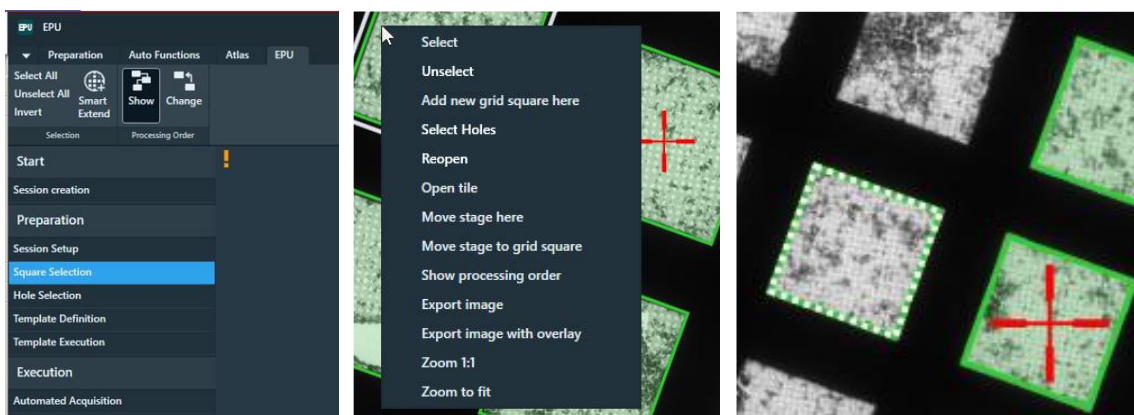 EPU EPU
Preparation Auto Functions Atlas EPU
Select All
Unselect All
Invert
Smart
Extend
Show Change
Selection Processing Order
Start
!
Session creation
Preparation
Session Setup
Square Selection
Hole Selection
Template Definition
Template Execution
Execution
Automated Acquisition
Select
Unselect
Add new grid square here
Select Holes
Reopen
Open tile
Move stage here
Move stage to grid square
Show processing order
Export image
Export image with overlay
Zoom 1:1
Zoom to fit